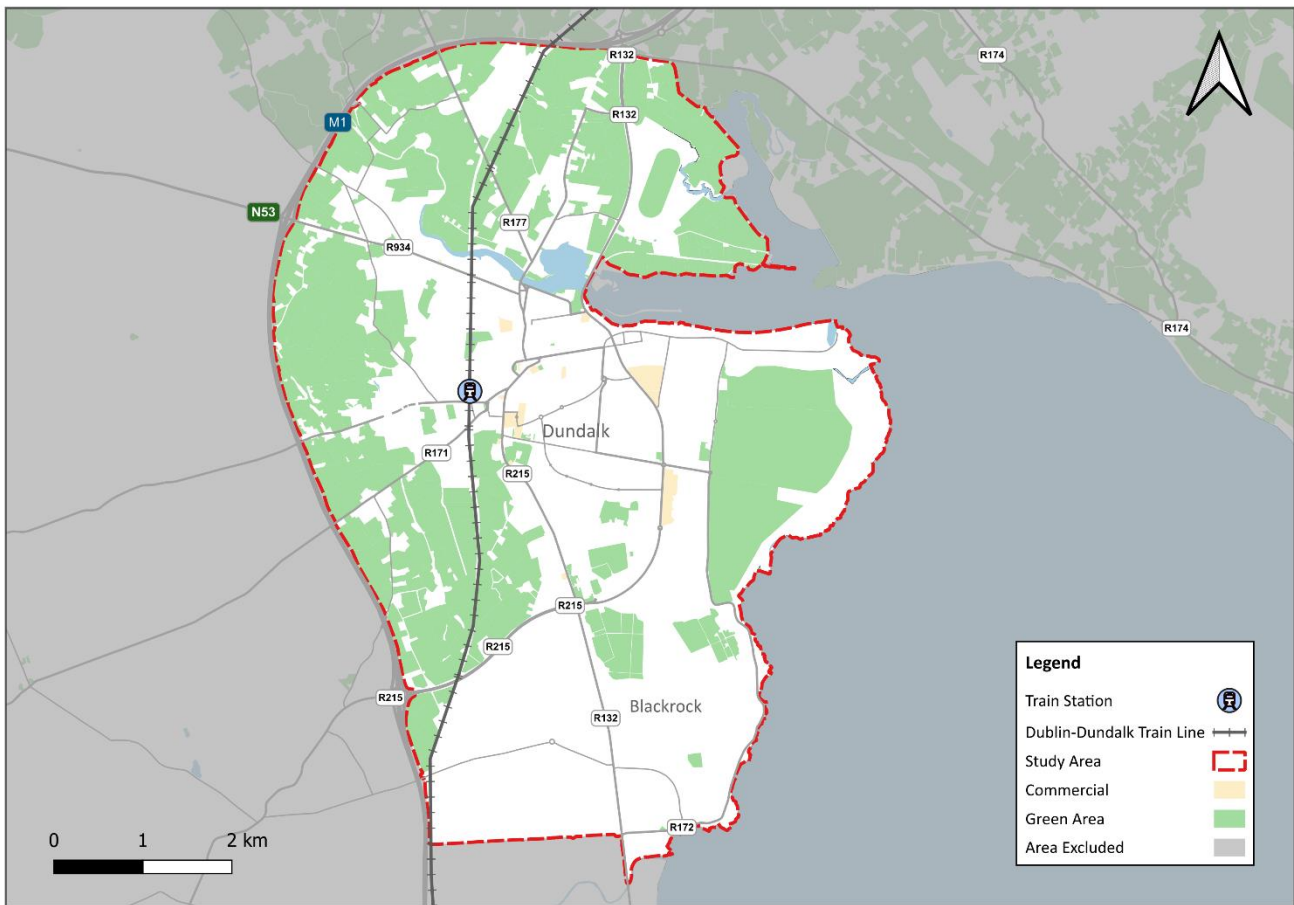 R132
R174
R132
M1
N53
R177
R934
R174
Dundalk
R171
R215
R215
R215
R215
Blackrock
R132
R172
0 1 2 km
Legend
Train Station
Dublin-Dundalk Train Line
Study Area
Commercial
Green Area
Area Excluded